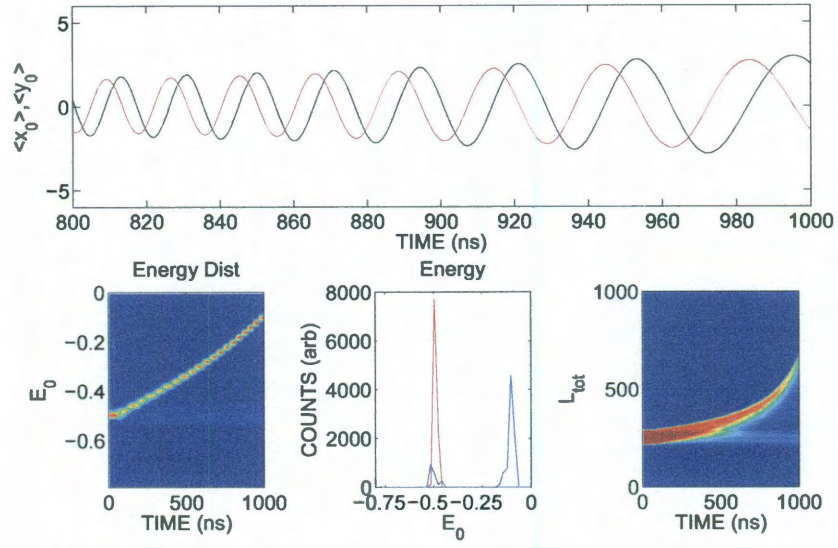 5
0
−5
<x₀>,<y₀>
800 820 840 860 880 900 920 940 960 980 1000
TIME (ns)
Energy Dist
0
−0.2
−0.4
−0.6
E₀
0 500 1000
TIME (ns)
Energy
8000
6000
4000
2000
0
COUNTS (arb)
−0.75 −0.5 −0.25 0
E₀
1000
500
0
L_tot
0 500 1000
TIME (ns)